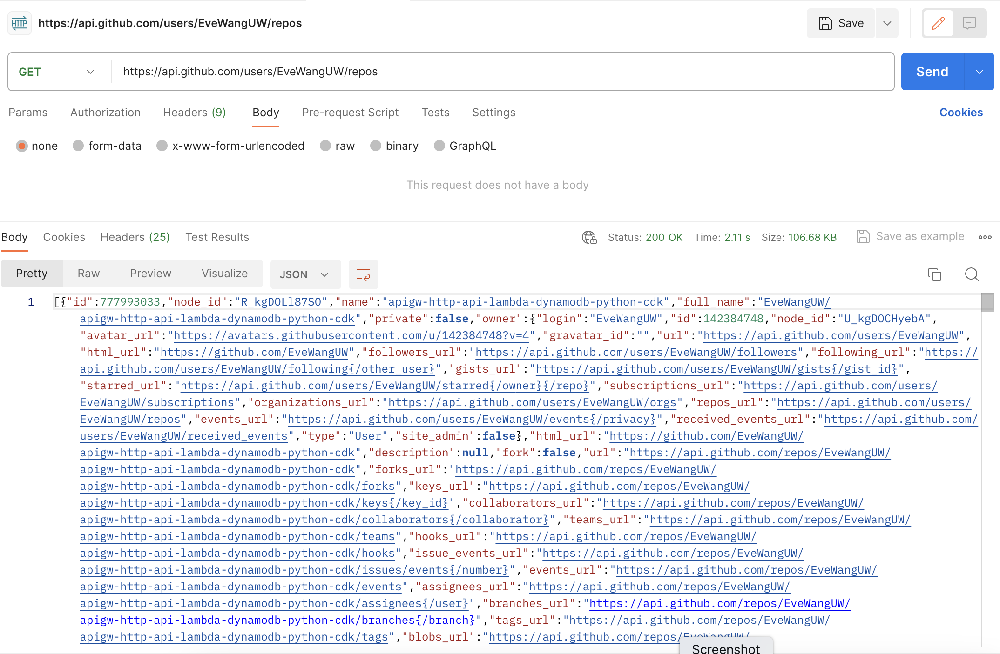 HTTP https://api.github.com/users/EveWangUW/repos Save
GET https://api.github.com/users/EveWangUW/repos Send
Params Authorization Headers (9) Body Pre-request Script Tests Settings Cookies
none form-data x-www-form-urlencoded raw binary GraphQL
This request does not have a body
Body Cookies Headers (25) Test Results Status: 200 OK Time: 2.11 s Size: 106.68 KB Save as example
Pretty Raw Preview Visualize JSON
1 [{"id":777993033,"node_id":"R_kgDOLl87SQ","name":"apigw-http-api-lambda-dynamodb-python-cdk","full_name":"EveWangUW/
apigw-http-api-lambda-dynamodb-python-cdk","private":false,"owner":{"login":"EveWangUW","id":142384748,"node_id":"U_kgDOCHyebA",
"avatar_url":"https://avatars.githubusercontent.com/u/142384748?v=4","gravatar_id":"","url":"https://api.github.com/users/EveWangUW",
"html_url":"https://github.com/EveWangUW","followers_url":"https://api.github.com/users/EveWangUW/followers","following_url":"https://
api.github.com/users/EveWangUW/following{/other_user}","gists_url":"https://api.github.com/users/EveWangUW/gists{/gist_id}",
"starred_url":"https://api.github.com/users/EveWangUW/starred{/owner}{/repo}","subscriptions_url":"https://api.github.com/users/
EveWangUW/subscriptions","organizations_url":"https://api.github.com/users/EveWangUW/orgs","repos_url":"https://api.github.com/users/
EveWangUW/repos","events_url":"https://api.github.com/users/EveWangUW/events{/privacy}","received_events_url":"https://api.github.com/
users/EveWangUW/received_events","type":"User","site_admin":false},"html_url":"https://github.com/EveWangUW/
apigw-http-api-lambda-dynamodb-python-cdk","description":null,"fork":false,"url":"https://api.github.com/repos/EveWangUW/
apigw-http-api-lambda-dynamodb-python-cdk","forks_url":"https://api.github.com/repos/EveWangUW/
apigw-http-api-lambda-dynamodb-python-cdk/forks","keys_url":"https://api.github.com/repos/EveWangUW/
apigw-http-api-lambda-dynamodb-python-cdk/keys{/key_id}","collaborators_url":"https://api.github.com/repos/EveWangUW/
apigw-http-api-lambda-dynamodb-python-cdk/collaborators{/collaborator}","teams_url":"https://api.github.com/repos/EveWangUW/
apigw-http-api-lambda-dynamodb-python-cdk/teams","hooks_url":"https://api.github.com/repos/EveWangUW/
apigw-http-api-lambda-dynamodb-python-cdk/hooks","issue_events_url":"https://api.github.com/repos/EveWangUW/
apigw-http-api-lambda-dynamodb-python-cdk/issues/events{/number}","events_url":"https://api.github.com/repos/EveWangUW/
apigw-http-api-lambda-dynamodb-python-cdk/events","assignees_url":"https://api.github.com/repos/EveWangUW/
apigw-http-api-lambda-dynamodb-python-cdk/assignees{/user}","branches_url":"https://api.github.com/repos/EveWangUW/
apigw-http-api-lambda-dynamodb-python-cdk/branches{/branch}","tags_url":"https://api.github.com/repos/EveWangUW/
apigw-http-api-lambda-dynamodb-python-cdk/tags","blobs_url":"https://api.github.com/repos/EveWangUW/
Screenshot